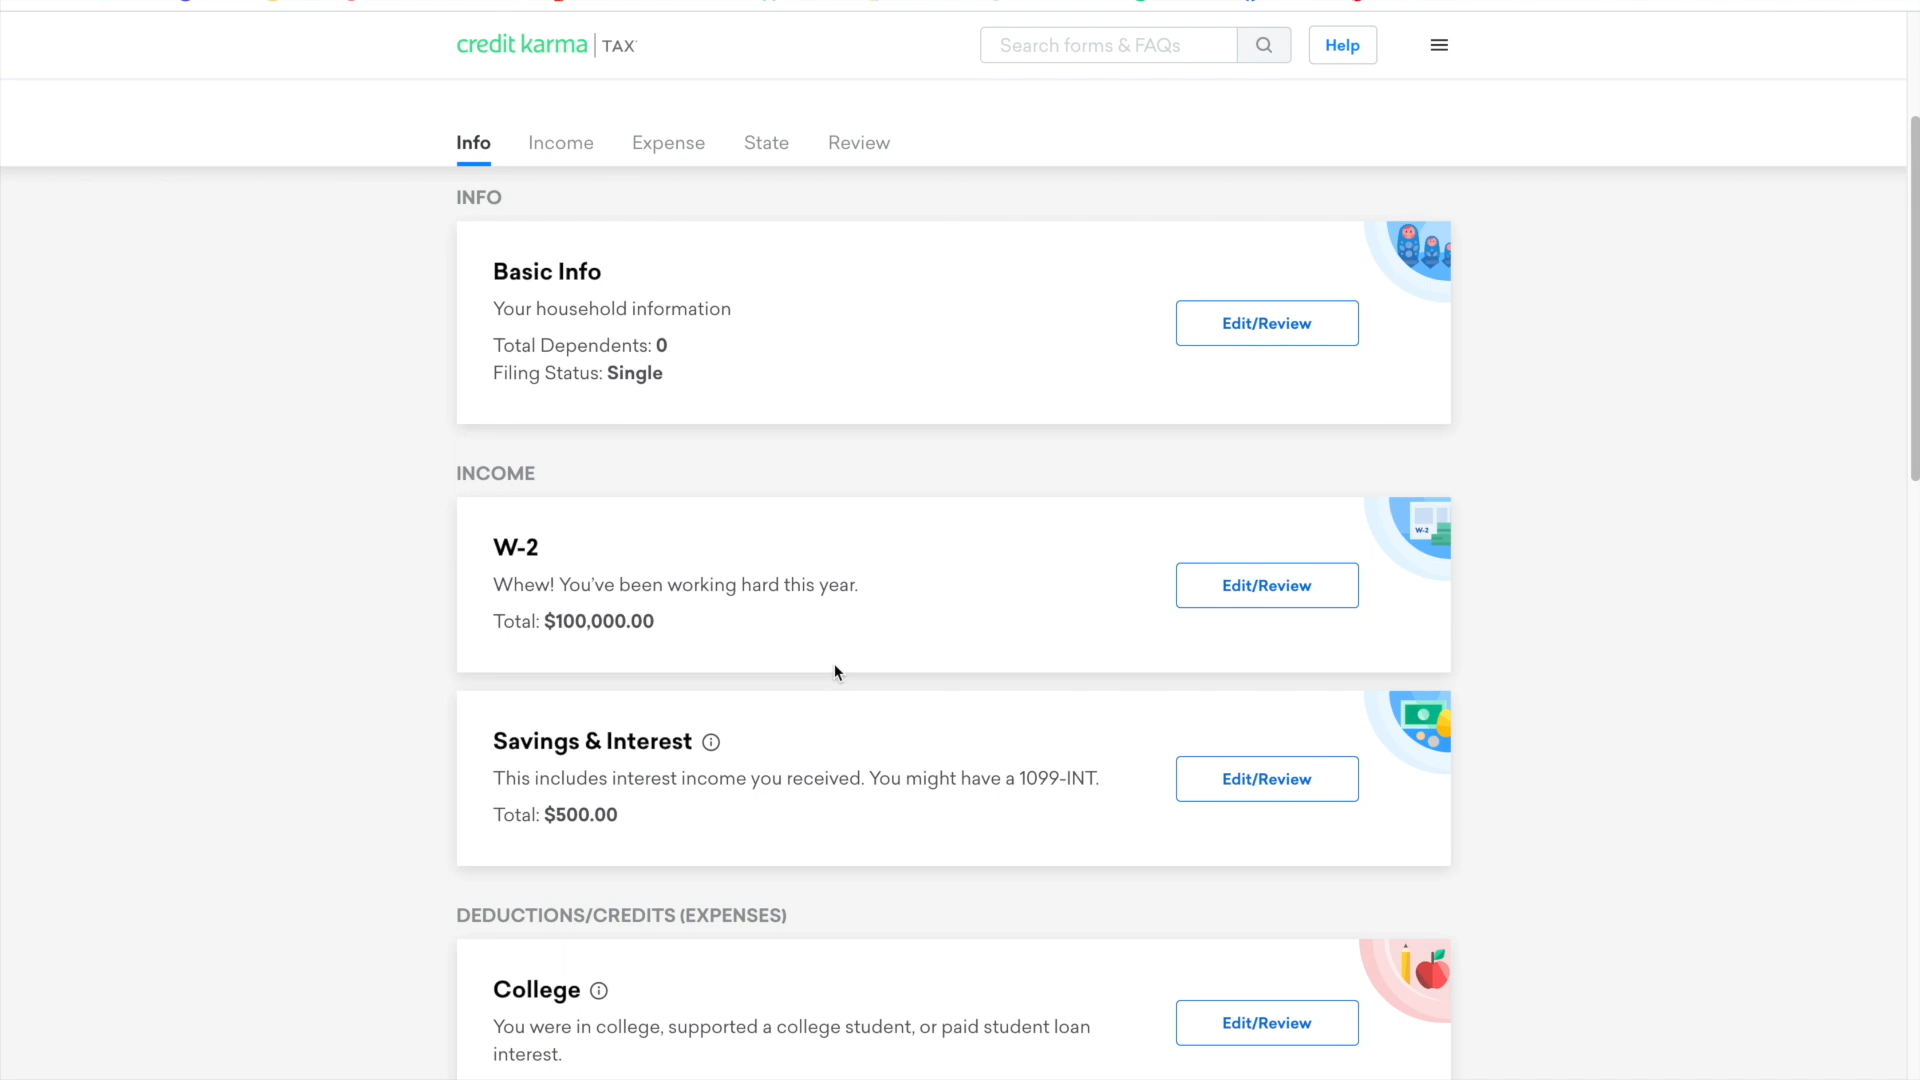 credit karma | TAX
Search forms & FAQs
Help
Info
Income
Expense
State
Review
INFO
Basic Info
Your household information
Total Dependents: 0
Filing Status: Single
Edit/Review
INCOME
W-2
Whew! You’ve been working hard this year.
Total: $100,000.00
Edit/Review
W-2
Savings & Interest
This includes interest income you received. You might have a 1099-INT.
Total: $500.00
Edit/Review
DEDUCTIONS/CREDITS (EXPENSES)
College
You were in college, supported a college student, or paid student loan
interest.
Edit/Review